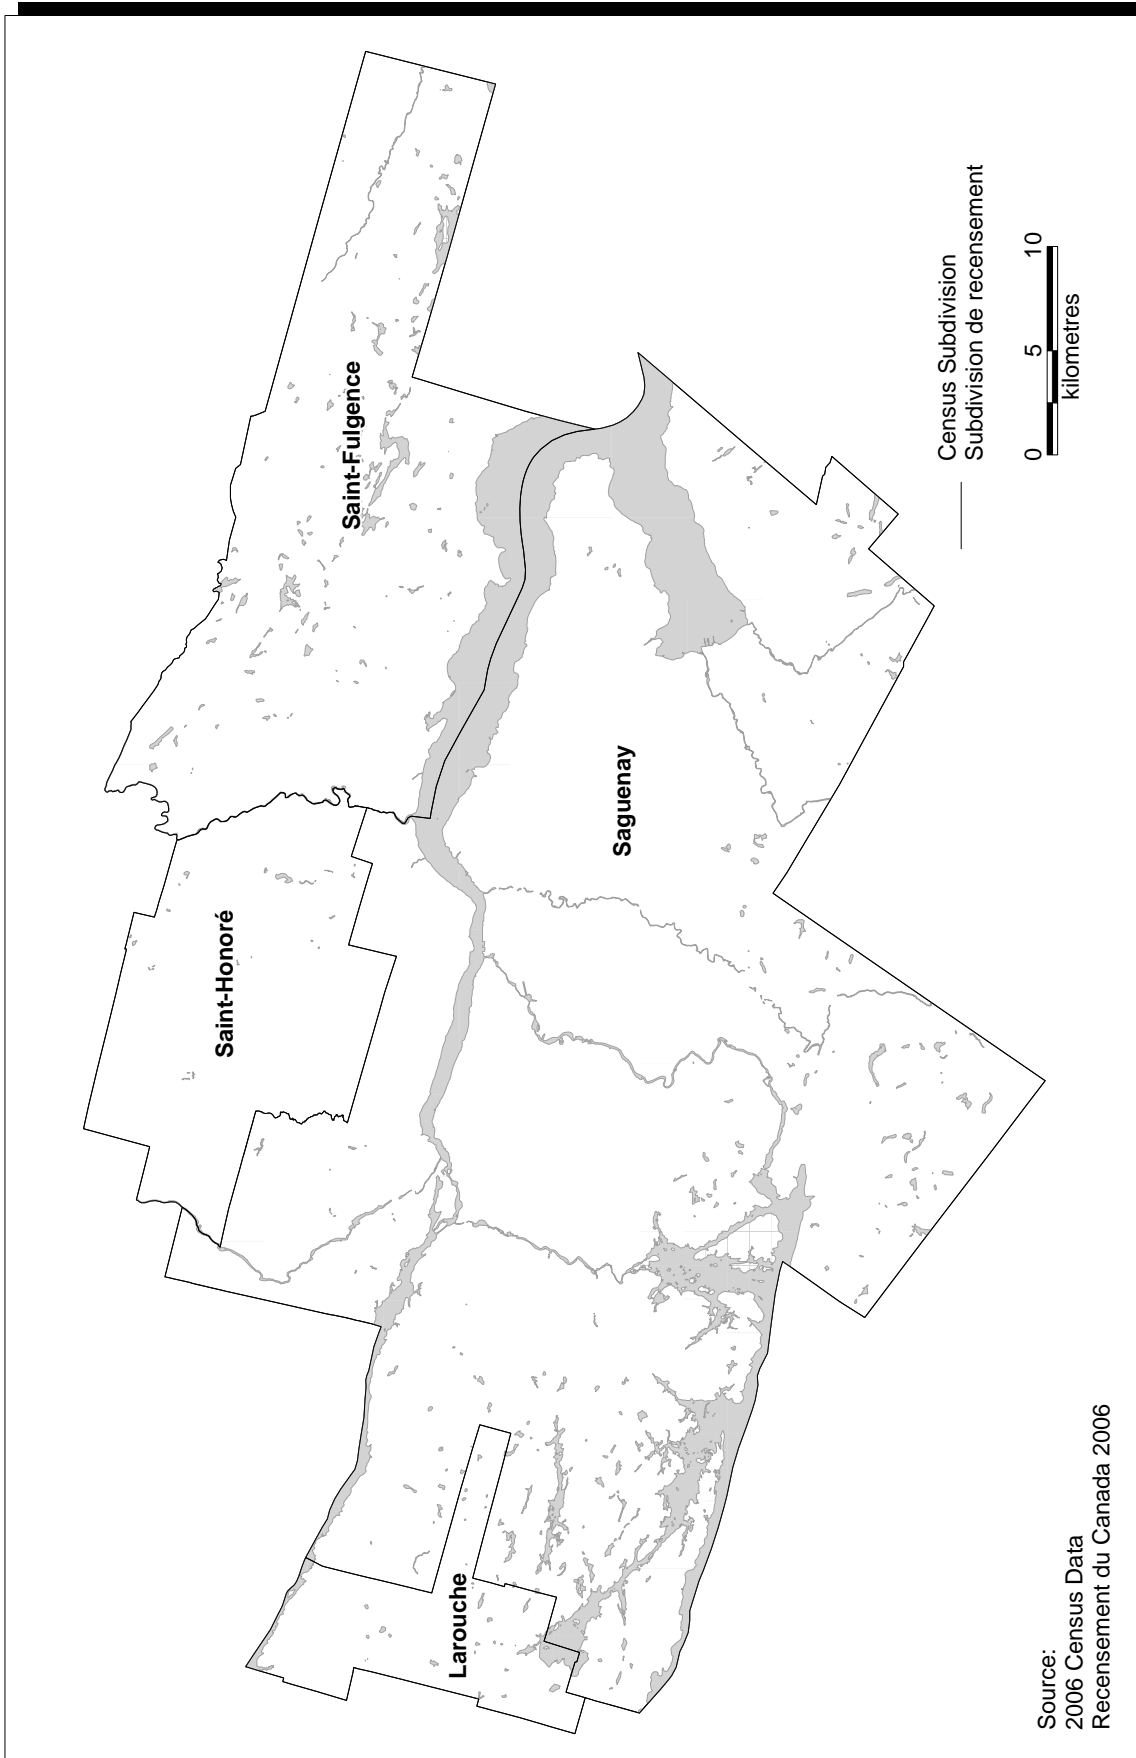 Saint-Fulgence
Saint-Honoré
Saguenay
Larouche
Census Subdivision
Subdivision de recensement
0 5 10
kilometres
Source:
2006 Census Data
Recensement du Canada 2006